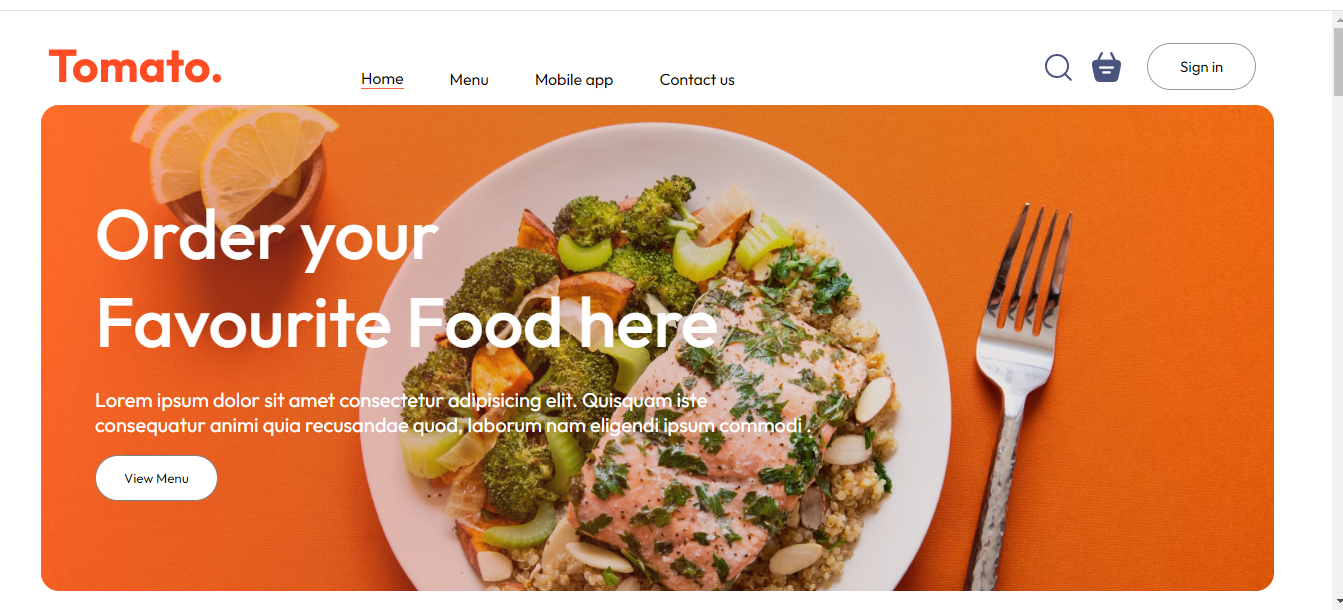 Tomato.
Home
Menu
Mobile app
Contact us
Sign in
Order your
Favourite Food here
Lorem ipsum dolor sit amet consectetur adipisicing elit. Quisquam iste
consequatur animi quia recusandae quod, laborum nam eligendi ipsum commodi .
View Menu